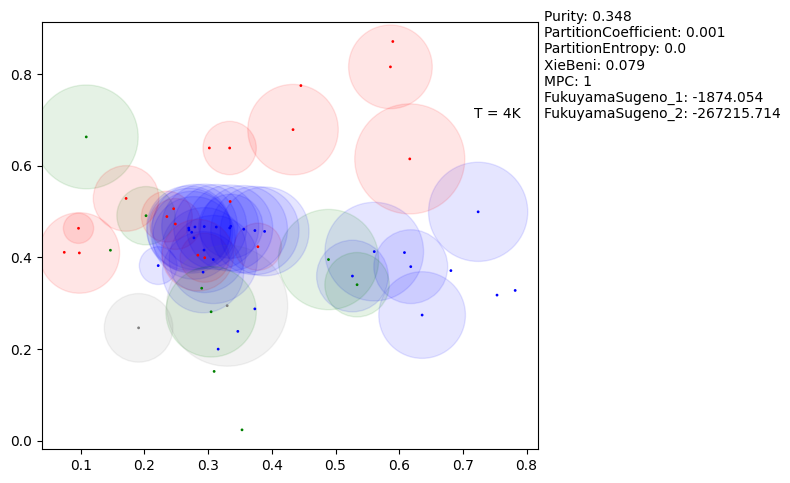 Purity: 0.348
PartitionCoefficient: 0.001
PartitionEntropy: 0.0
XieBeni: 0.079
MPC: 1
FukuyamaSugeno_1: -1874.054
FukuyamaSugeno_2: -267215.714
T = 4K
0.8
0.6
0.4
0.2
0.0
0.1 0.2 0.3 0.4 0.5 0.6 0.7 0.8